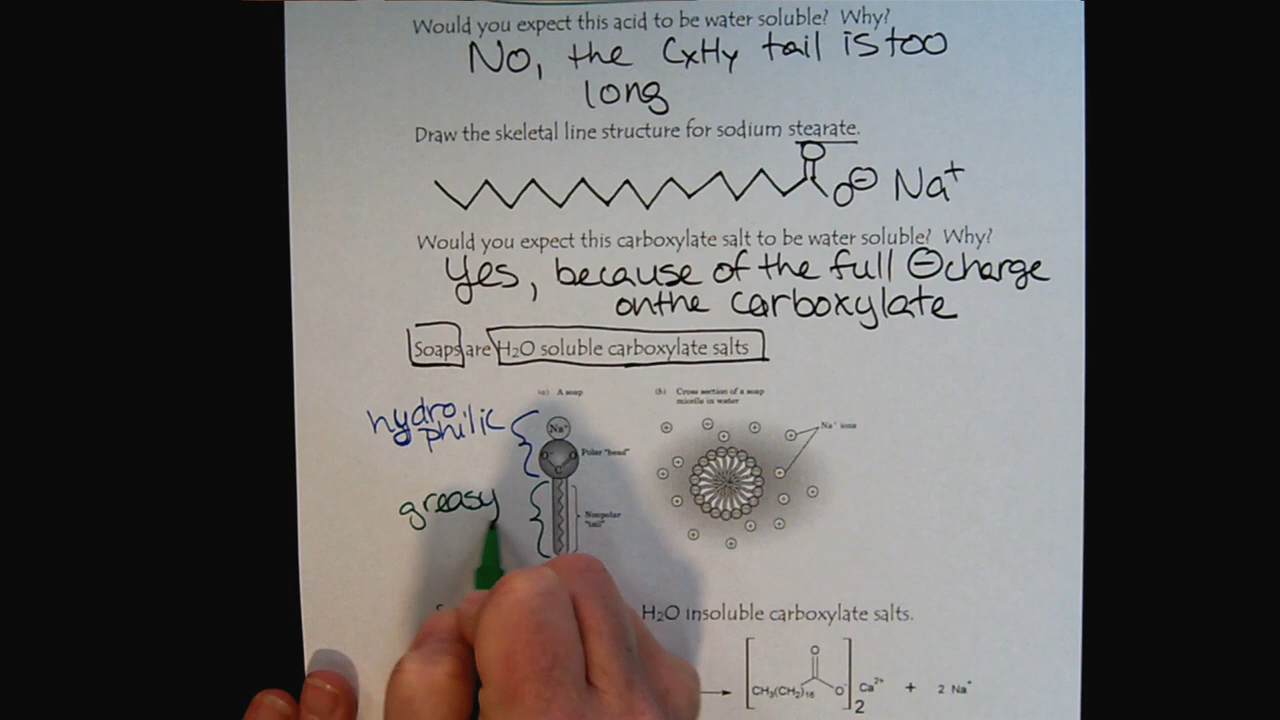 Would you expect this acid to be water soluble? Why?
No, the CxHy tail is too
long
Draw the skeletal line structure for sodium stearate.
O
O⊖ Na⁺
Would you expect this carboxylate salt to be water soluble? Why?
Yes, because of the full ⊖charge
on the carboxylate
Soaps are H₂O soluble carboxylate salts
(a) A soap
(b) Cross section of a soap
micelle in water
hydro
philic
Na⁺
O⁻ O
C
Polar "head"
Na⁺ ions
greasy
Nonpolar
"tail"
H₂O insoluble carboxylate salts.
O
CH₃(CH₂)₁₆ O⁻ Ca²⁺ + 2 Na⁺
2